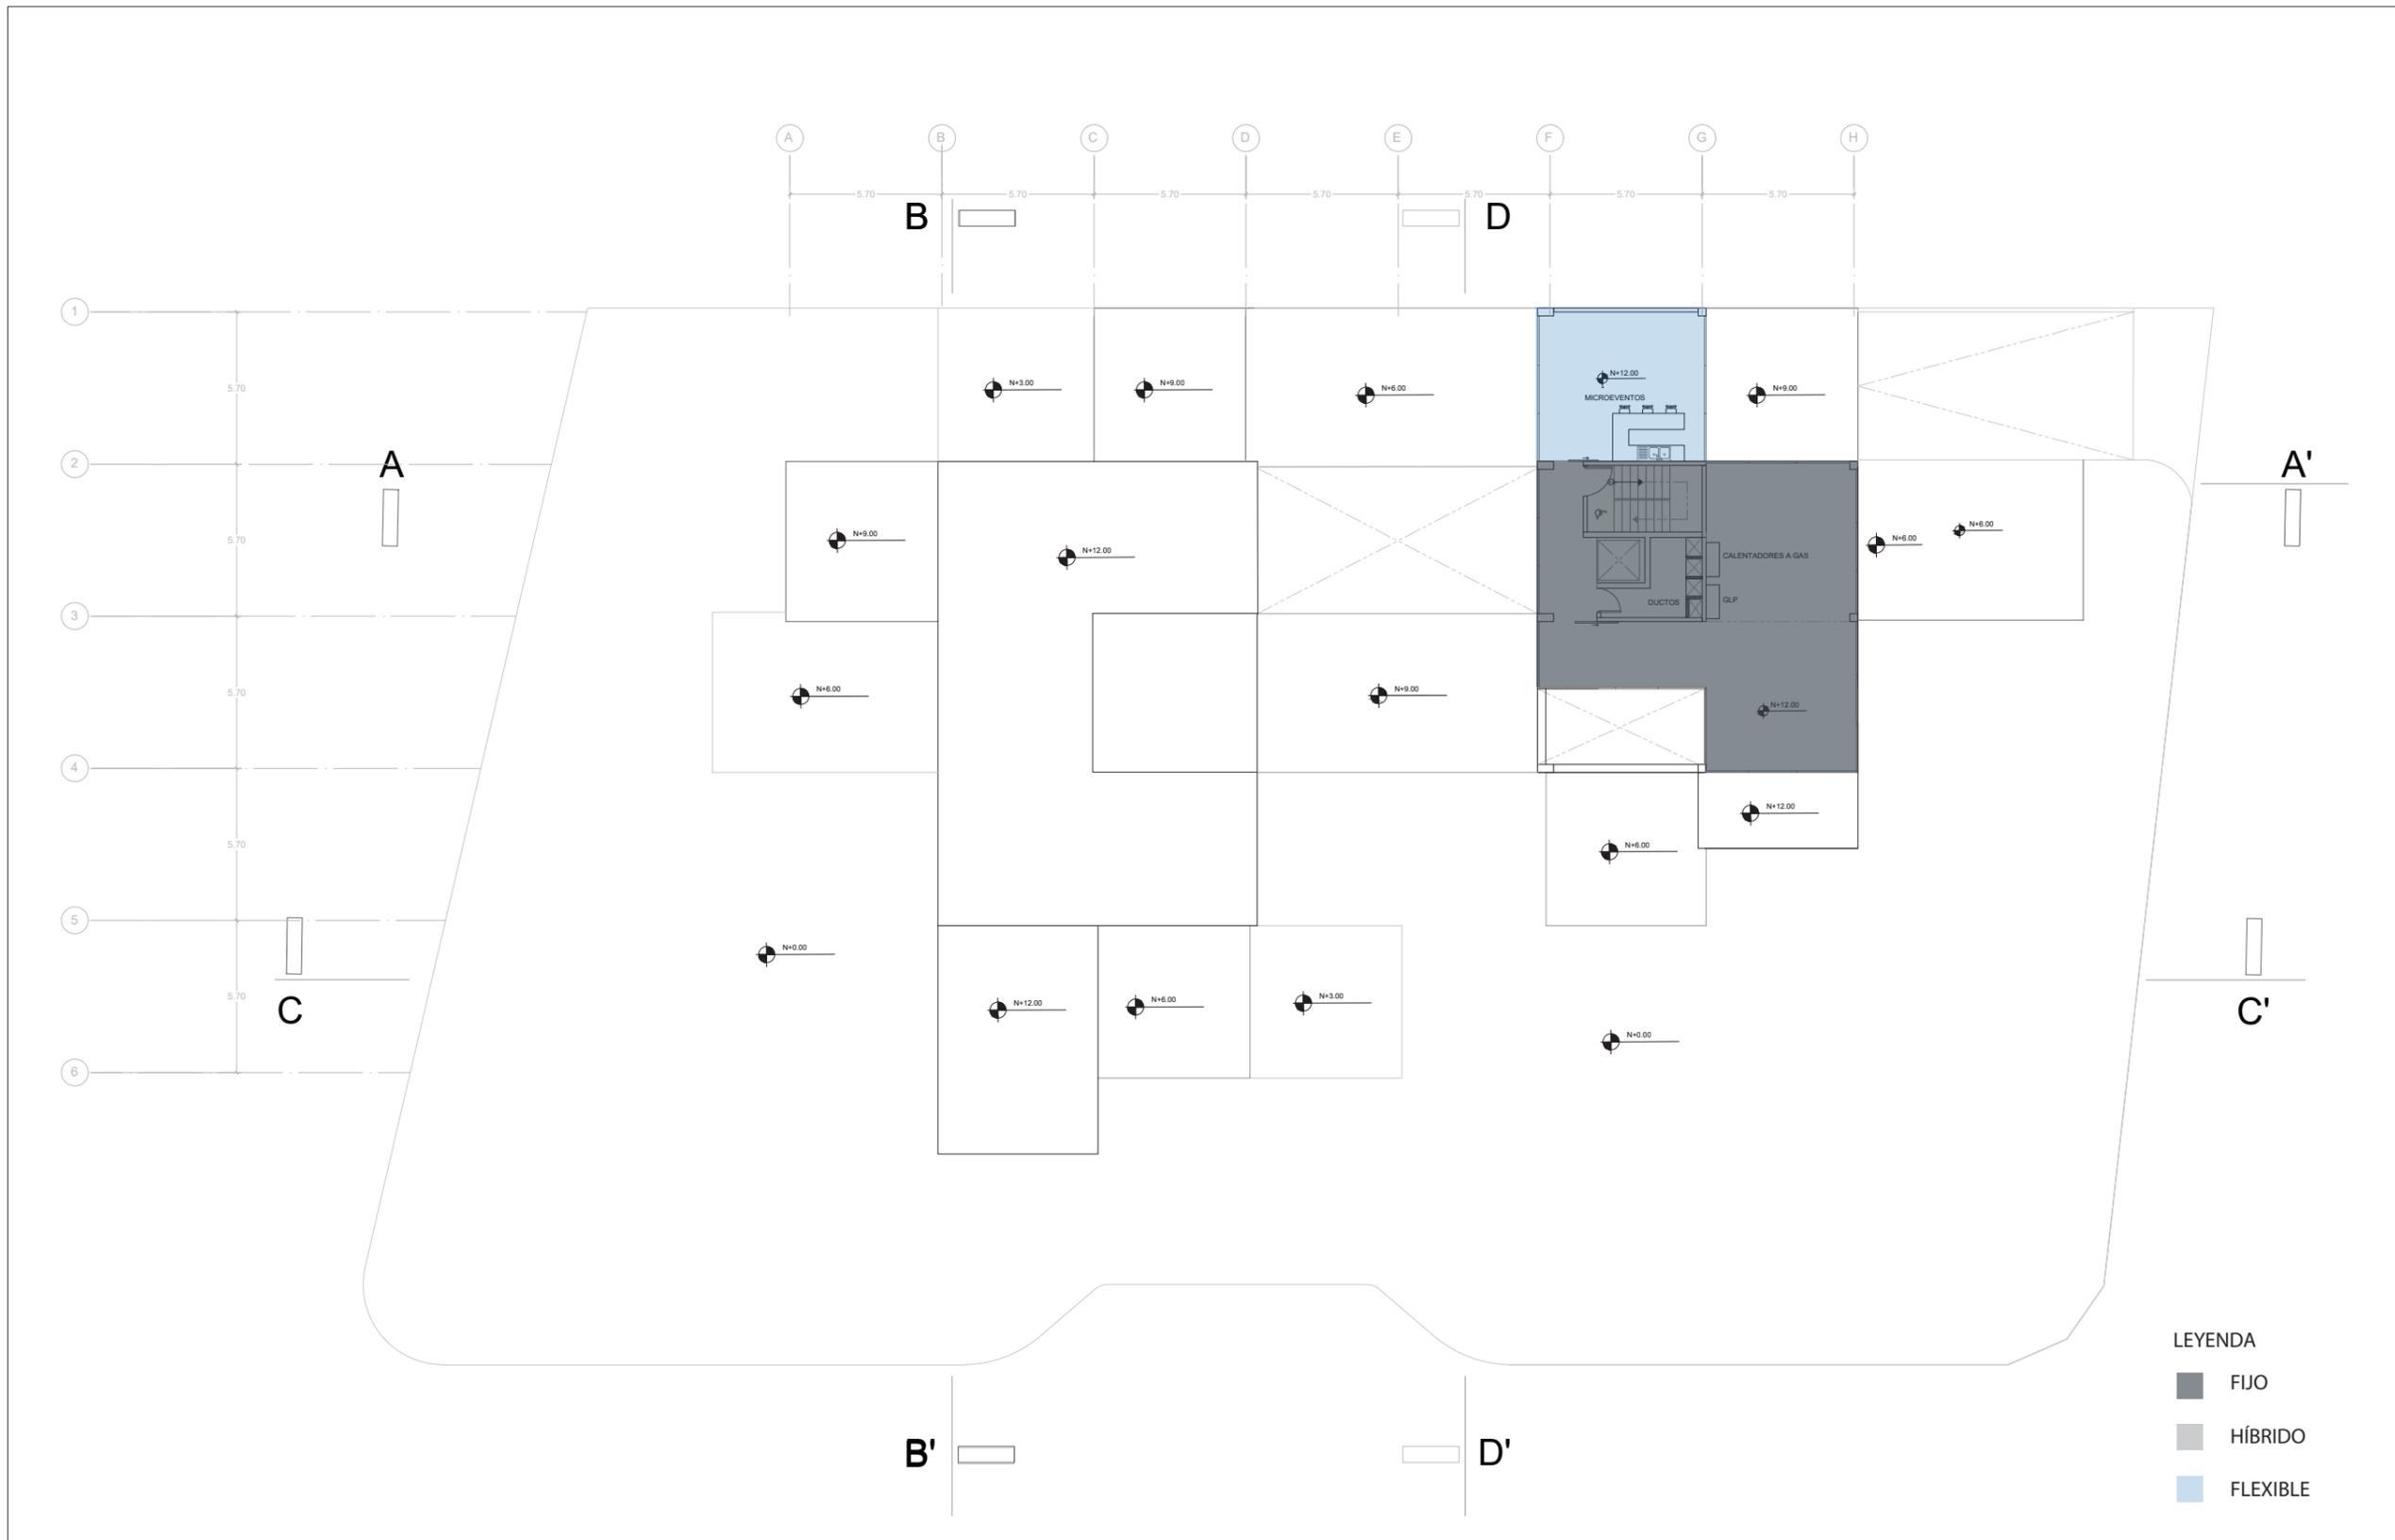 A B C D E F G H
5.70 5.70 5.70 5.70 5.70 5.70 5.70
B D
1
5.70
N+3.00 N+9.00 N+6.00 N+12.00 N+9.00
MICROEVENTOS
2
A A'
5.70
N+9.00 N+12.00 N+6.00 N+6.00
CALENTADORES A GAS
DUCTOS GLP
3
5.70
N+6.00 N+9.00 N+12.00
4
5.70
N+12.00
N+6.00
5
N+0.00
5.70
N+12.00 N+6.00 N+3.00
C C'
N+0.00
6
LEYENDA
FIJO
HÍBRIDO
FLEXIBLE
B' D'